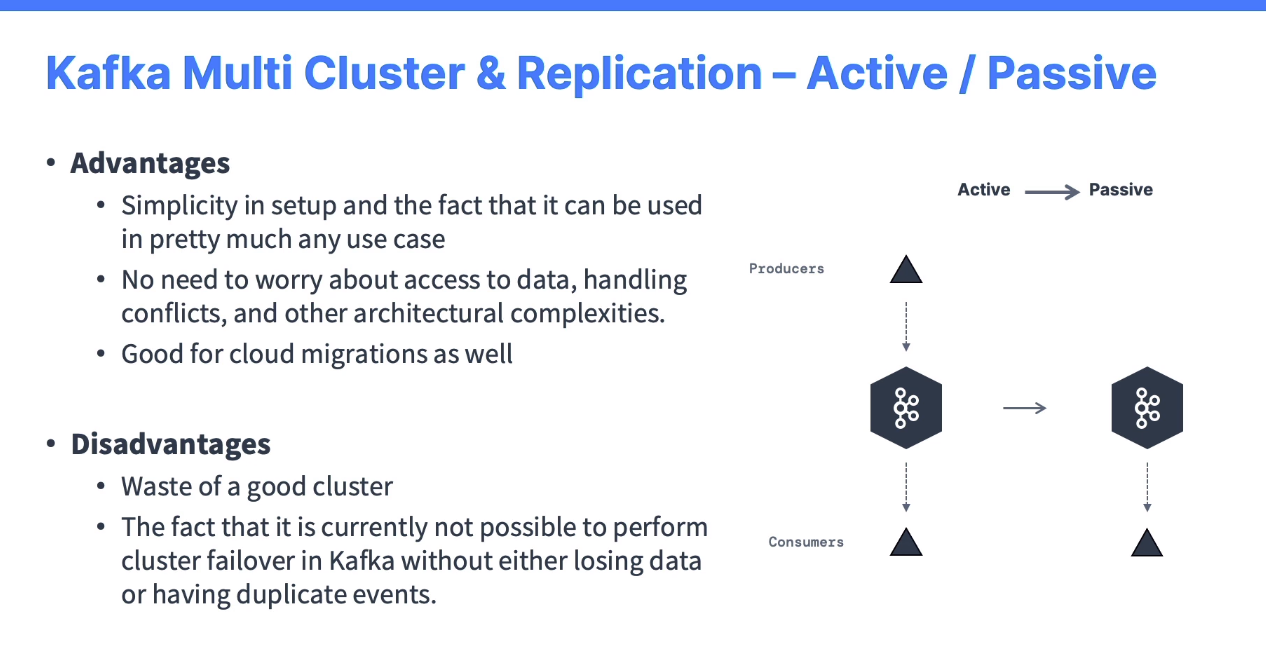 Kafka Multi Cluster & Replication – Active / Passive
• Advantages
• Simplicity in setup and the fact that it can be used
in pretty much any use case
• No need to worry about access to data, handling
conflicts, and other architectural complexities.
• Good for cloud migrations as well
• Disadvantages
• Waste of a good cluster
• The fact that it is currently not possible to perform
cluster failover in Kafka without either losing data
or having duplicate events.
Active Passive
Producers
Consumers